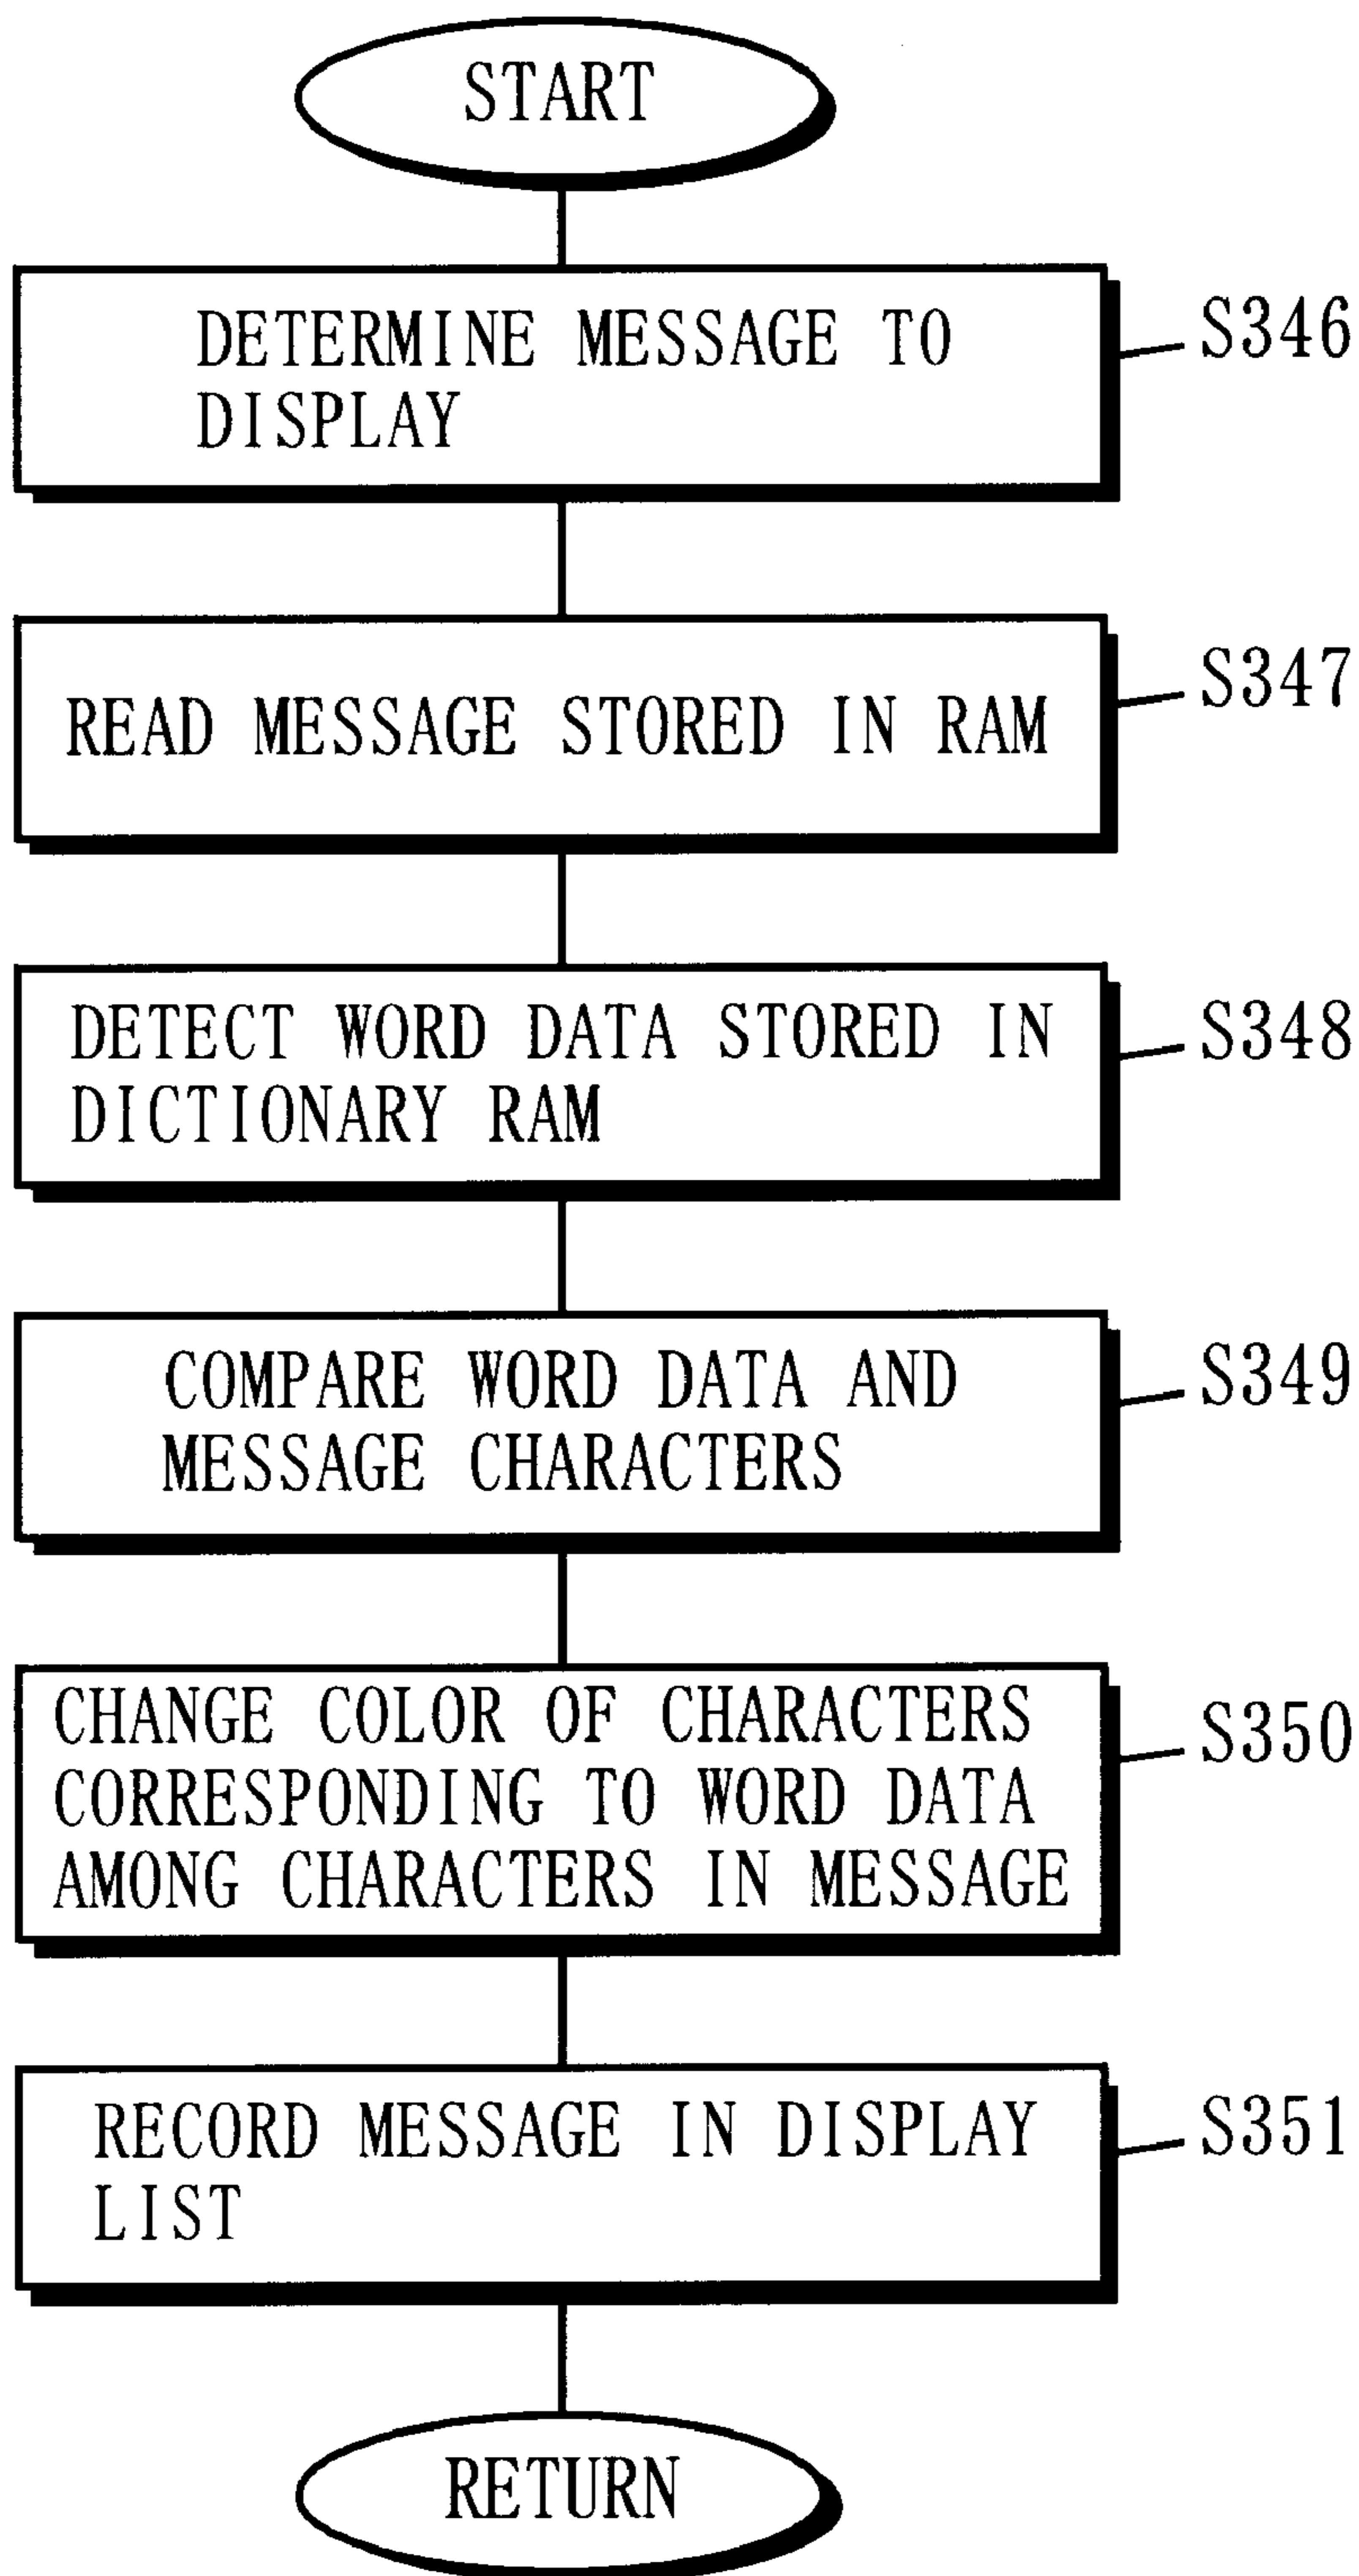 START
DETERMINE MESSAGE TO
DISPLAY
S346
READ MESSAGE STORED IN RAM
S347
DETECT WORD DATA STORED IN
DICTIONARY RAM
S348
COMPARE WORD DATA AND
MESSAGE CHARACTERS
S349
CHANGE COLOR OF CHARACTERS
CORRESPONDING TO WORD DATA
AMONG CHARACTERS IN MESSAGE
S350
RECORD MESSAGE IN DISPLAY
LIST
S351
RETURN